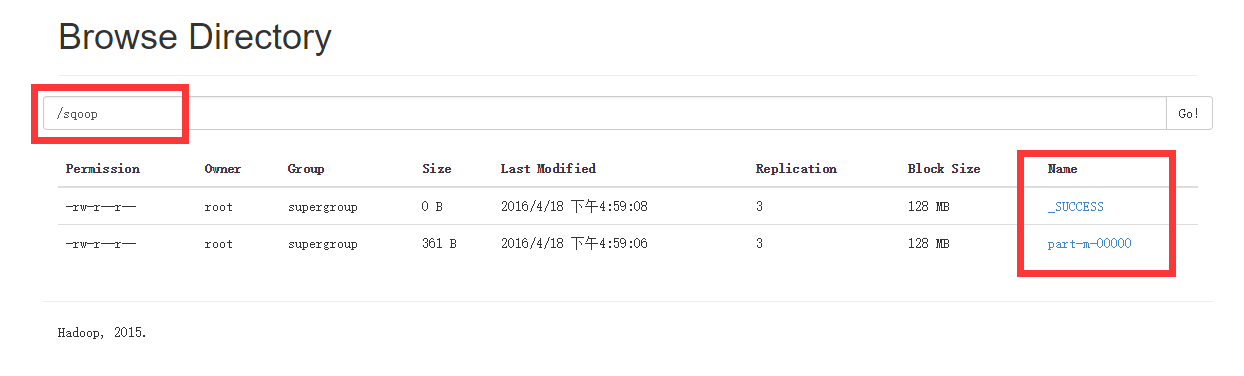 Browse Directory
/sqoop Go!
Permission Owner Group Size Last Modified Replication Block Size Name
-rw-r--r-- root supergroup 0 B 2016/4/18 下午4:59:08 3 128 MB _SUCCESS
-rw-r--r-- root supergroup 361 B 2016/4/18 下午4:59:06 3 128 MB part-m-00000
Hadoop, 2015.